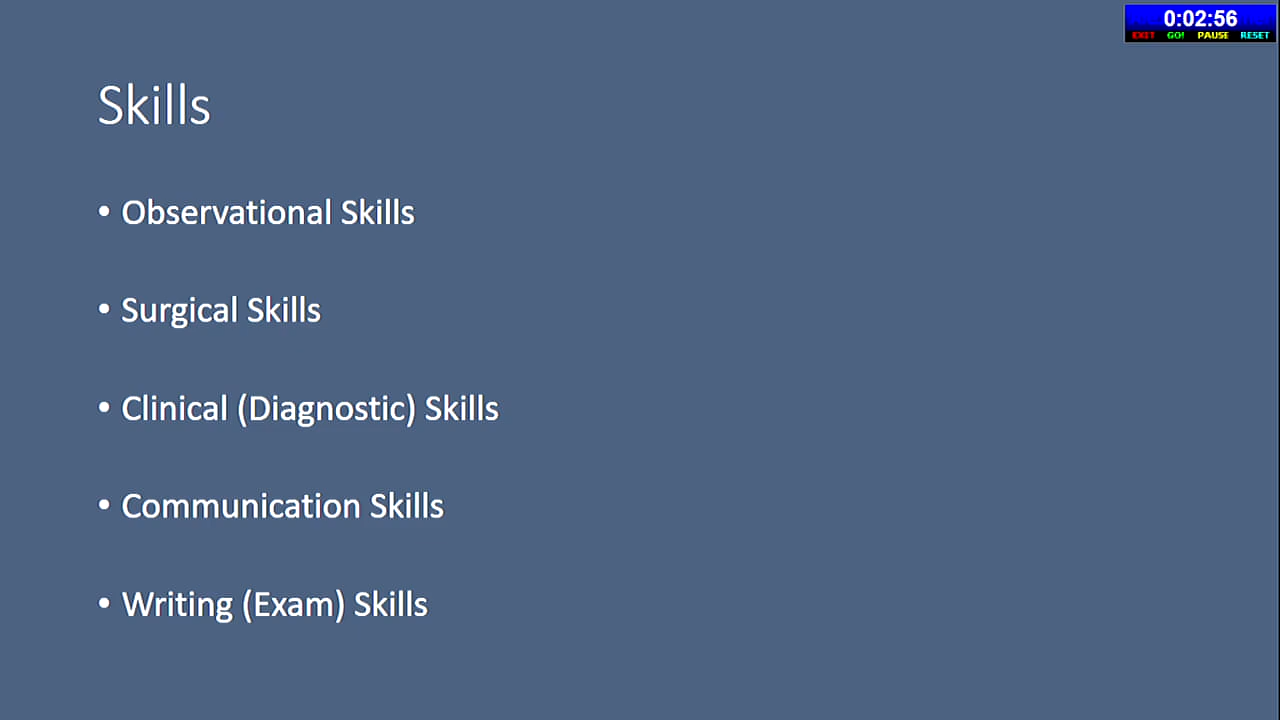 0:02:56
EXIT GO! PAUSE RESET
Skills
• Observational Skills
• Surgical Skills
• Clinical (Diagnostic) Skills
• Communication Skills
• Writing (Exam) Skills